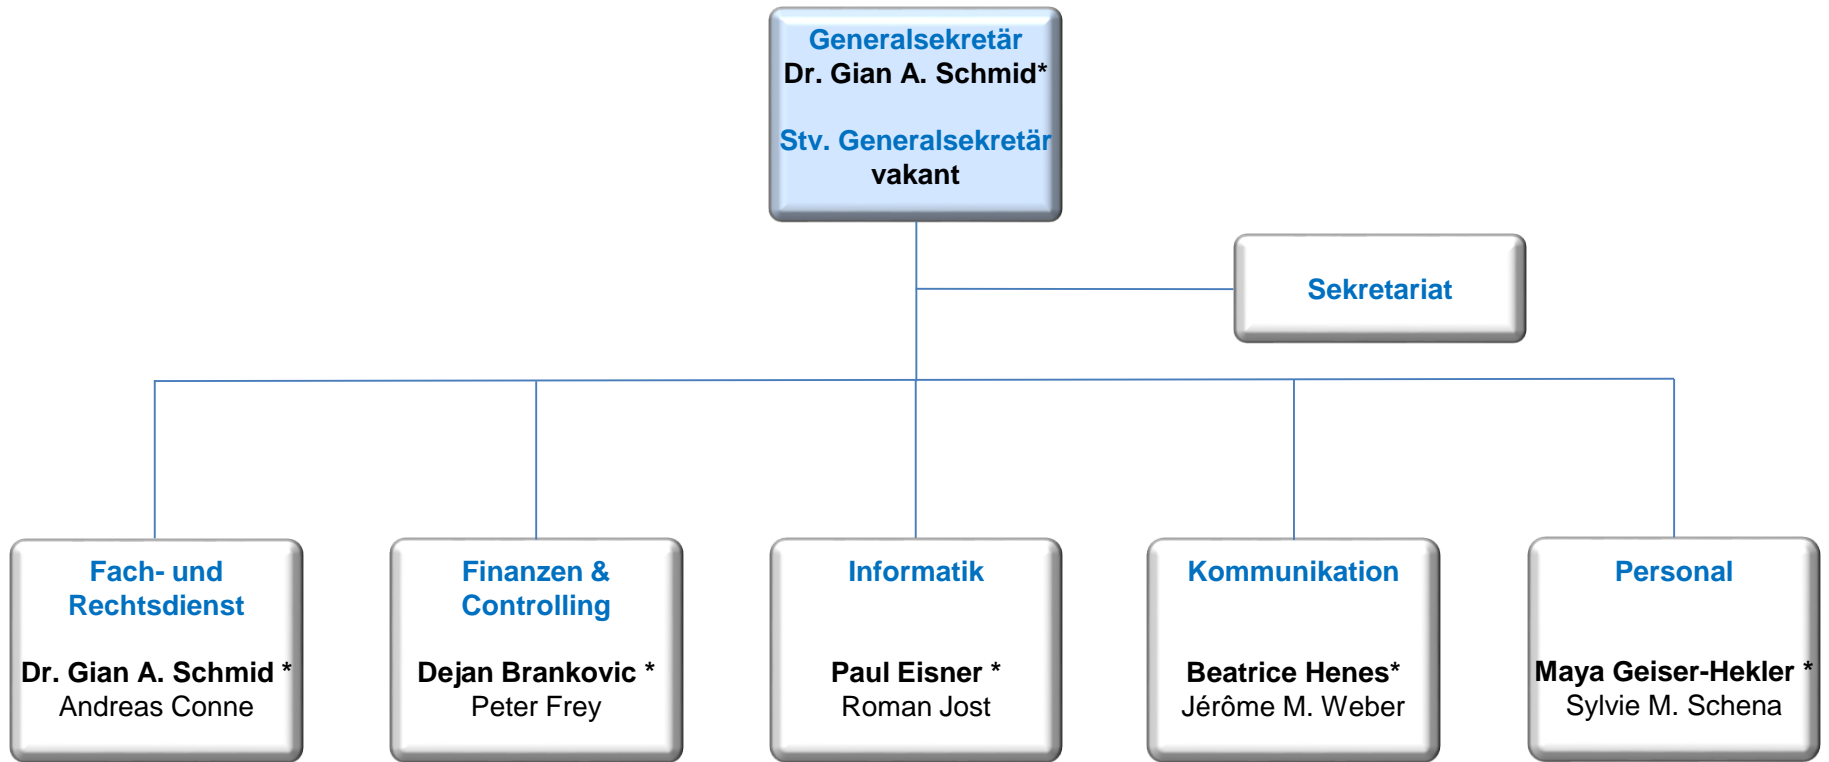 Generalsekretär
Dr. Gian A. Schmid*
Stv. Generalsekretär
vakant
Sekretariat
Fach- und
Rechtsdienst
Dr. Gian A. Schmid *
Andreas Conne
Finanzen &
Controlling
Dejan Brankovic *
Peter Frey
Informatik
Paul Eisner *
Roman Jost
Kommunikation
Beatrice Henes*
Jérôme M. Weber
Personal
Maya Geiser-Hekler *
Sylvie M. Schena